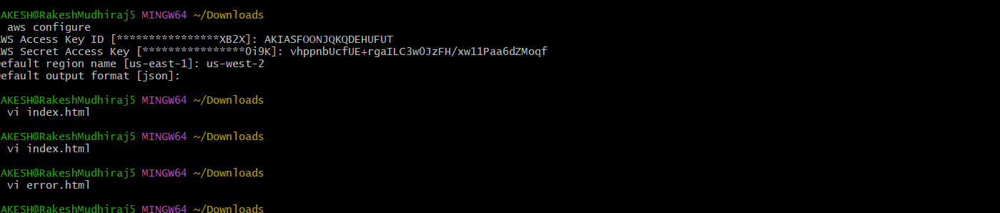 AKESH@RakeshMudhiraj5 MINGW64 ~/Downloads
aws configure
WS Access Key ID [****************XB2X]: AKIASFOONJQKQDEHUFUT
WS Secret Access Key [****************0i9K]: 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
efault region name [us-east-1]: us-west-2
efault output format [json]:
AKESH@RakeshMudhiraj5 MINGW64 ~/Downloads
vi index.html
AKESH@RakeshMudhiraj5 MINGW64 ~/Downloads
vi index.html
AKESH@RakeshMudhiraj5 MINGW64 ~/Downloads
vi error.html
AKESH@RakeshMudhiraj5 MINGW64 ~/Downloads